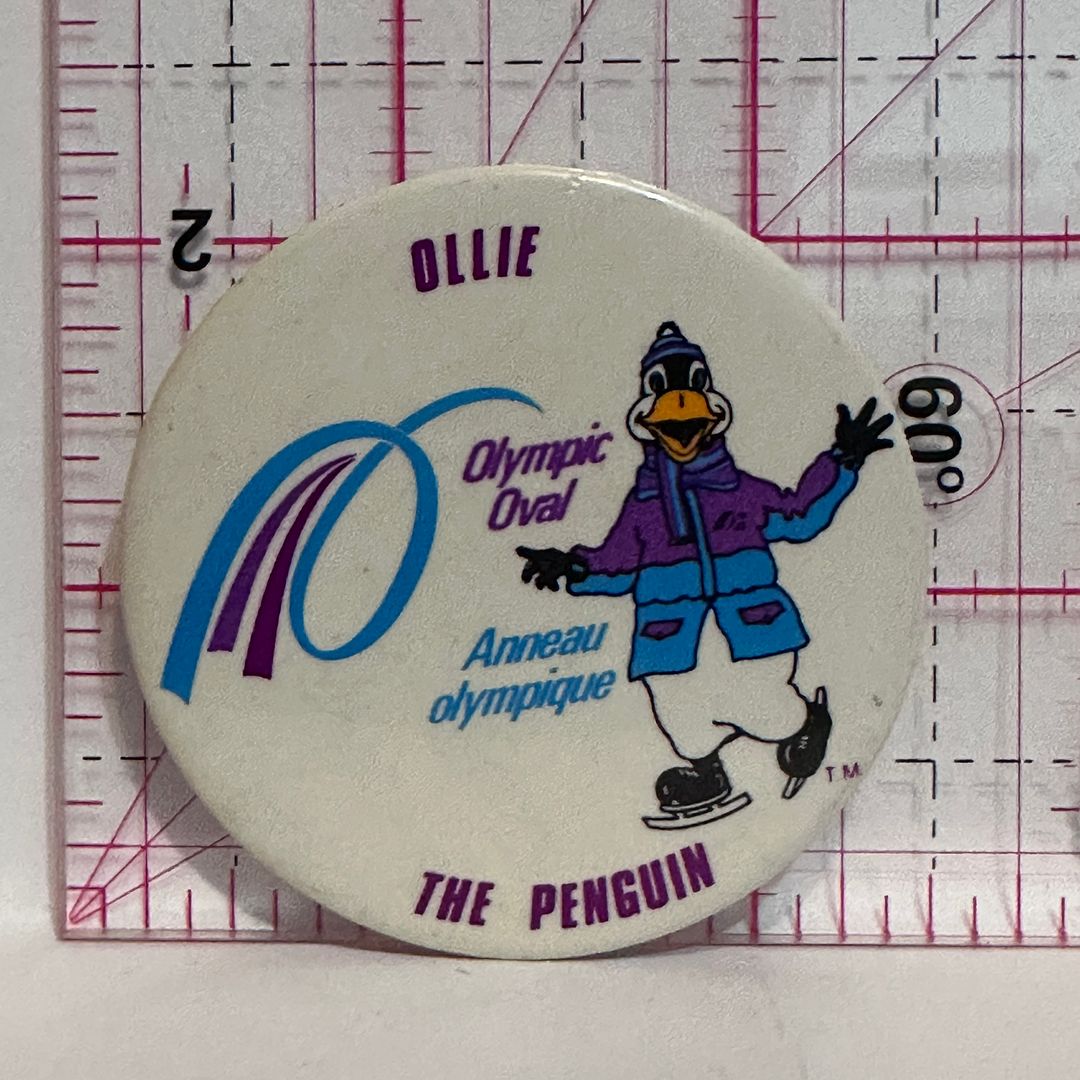 2
OLLIE
60°
Olympic
Oval
Anneau
olympique
TM
THE PENGUIN